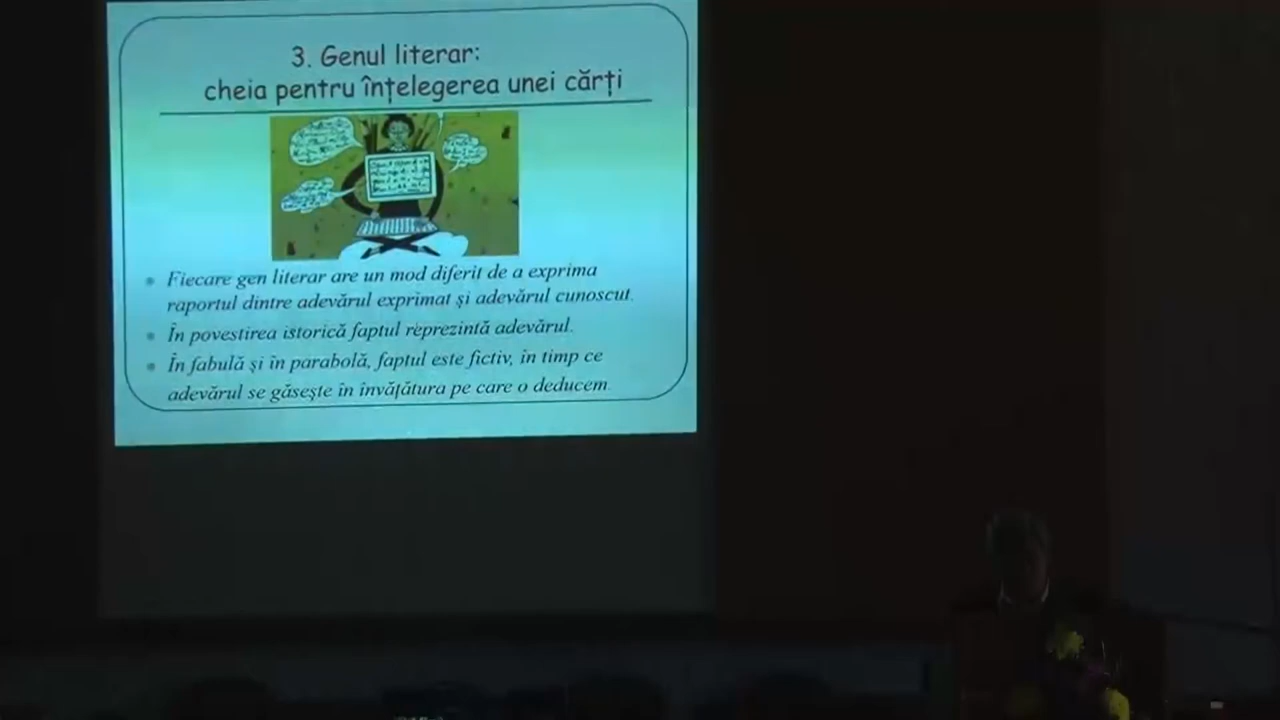 3. Genul literar:
cheia pentru înțelegerea unei cărți
Fiecare gen literar are un mod diferit de a exprima
raportul dintre adevărul exprimat și adevărul cunoscut.
În povestirea istorică faptul reprezintă adevărul.
În fabulă și în parabolă, faptul este fictiv, în timp ce
adevărul se găsește în învățătura pe care o deducem.